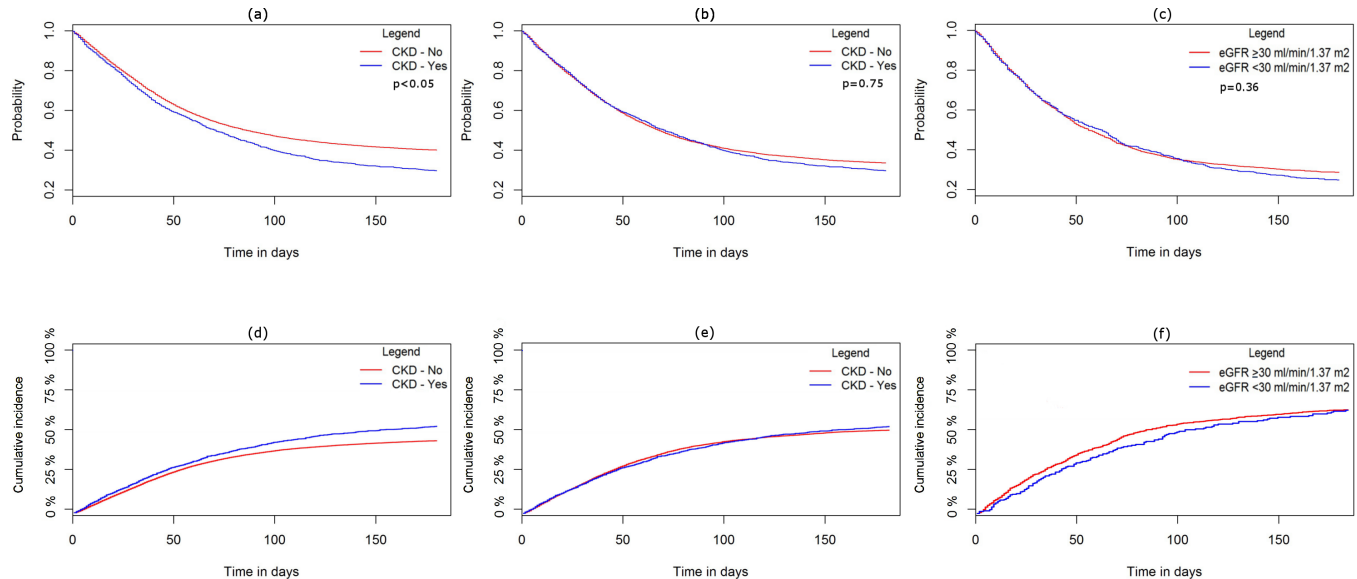 (a)
Probability
1.0
0.8
0.6
0.4
0.2
Legend
CKD - No
CKD - Yes
p<0.05
0
50
100
150
Time in days
(b)
Probability
1.0
0.8
0.6
0.4
0.2
Legend
CKD - No
CKD - Yes
p=0.75
0
50
100
150
Time in days
(c)
Probability
1.0
0.8
0.6
0.4
0.2
Legend
eGFR ≥30 ml/min/1.37 m2
eGFR <30 ml/min/1.37 m2
p=0.36
0
50
100
150
Time in days
(d)
Cumulative incidence
100 %
75 %
50 %
25 %
0 %
Legend
CKD - No
CKD - Yes
0
50
100
150
Time in days
(e)
Cumulative incidence
100 %
75 %
50 %
25 %
0 %
Legend
CKD - No
CKD - Yes
0
50
100
150
Time in days
(f)
Cumulative incidence
100 %
75 %
50 %
25 %
0 %
Legend
eGFR ≥30 ml/min/1.37 m2
eGFR <30 ml/min/1.37 m2
0
50
100
150
Time in days